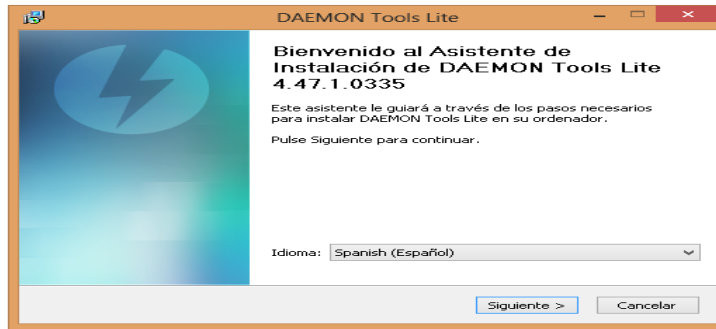 DAEMON Tools Lite
Bienvenido al Asistente de
Instalación de DAEMON Tools Lite
4.47.1.0335
Este asistente le guiará a través de los pasos necesarios
para instalar DAEMON Tools Lite en su ordenador.
Pulse Siguiente para continuar.
Idioma: Spanish (Español)
Siguiente > Cancelar